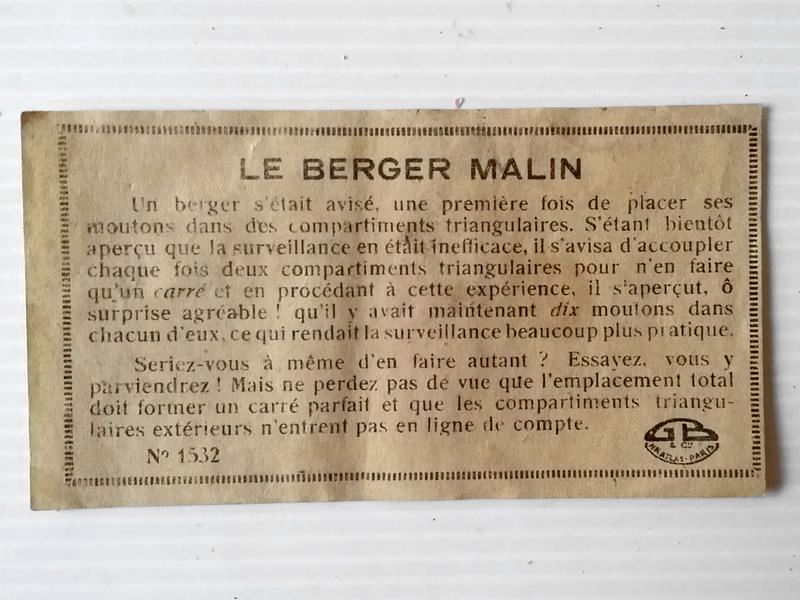 LE BERGER MALIN
Un berger s'était avisé, une première fois de placer ses
moutons dans des compartiments triangulaires. S'étant bientôt
aperçu que la surveillance en était inefficace, il s'avisa d'accoupler
chaque fois deux compartiments triangulaires pour n'en faire
qu'un carré et en procédant à cette expérience, il s'aperçut, ô
surprise agréable ! qu'il y avait maintenant dix moutons dans
chacun d'eux, ce qui rendait la surveillance beaucoup plus pratique.
Seriez-vous à même d'en faire autant ? Essayez, vous y
parviendrez ! Mais ne perdez pas de vue que l'emplacement total
doit former un carré parfait et que les compartiments triangu-
laires extérieurs n'entrent pas en ligne de compte.
Nº 1532
& Cie
PARIS